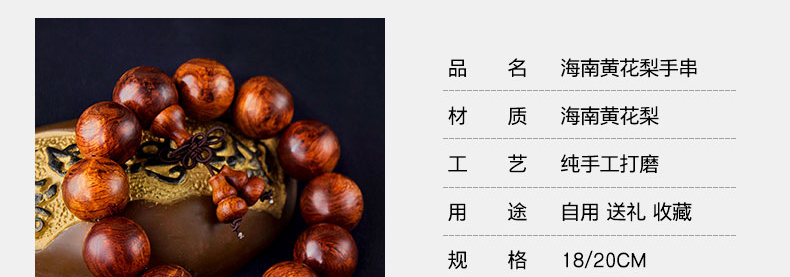 品 名 海南黄花梨手串
材 质 海南黄花梨
工 艺 纯手工打磨
用 途 自用 送礼 收藏
规 格 18/20CM